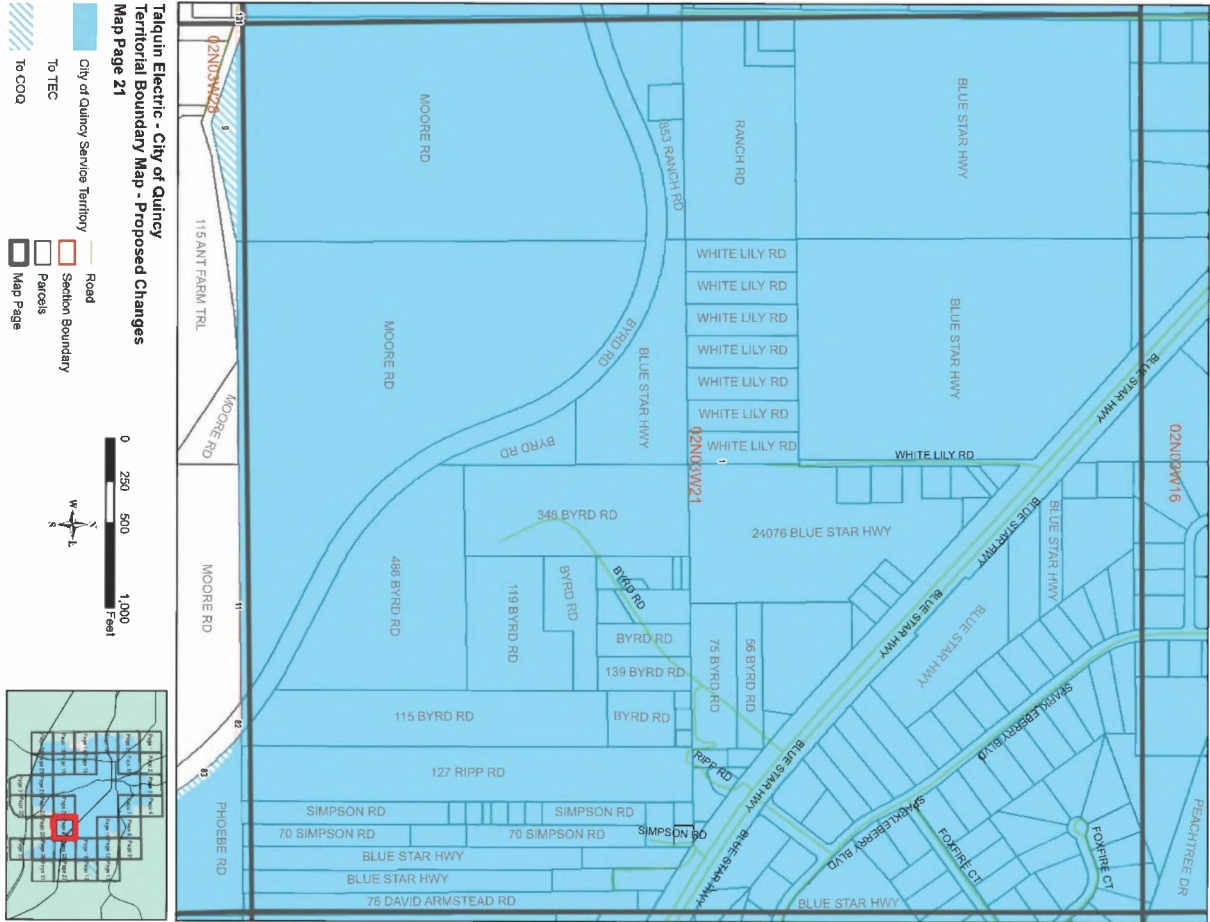 Talquin Electric - City of Quincy
Territorial Boundary Map - Proposed Changes
Map Page 21
City of Quincy Service Territory
To TEC
To COQ
Road
Section Boundary
Parcels
Map Page
0 250 500 1,000
Feet
N
W
S
131
02N03W28
9
115 ANT FARM TRL
MOORE RD
MOORE RD
11
82
83
PHOEBE RD
MOORE RD
MOORE RD
853 RANCH RD
RANCH RD
BLUE STAR HWY
BYRD RD
BLUE STAR HWY
BYRD RD
WHITE LILY RD
WHITE LILY RD
WHITE LILY RD
WHITE LILY RD
WHITE LILY RD
WHITE LILY RD
WHITE LILY RD
02N03W21
1
WHITE LILY RD
BLUE STAR HWY
BLUE STAR HWY
02N03W16
BLUE STAR HWY
BLUE STAR HWY
348 BYRD RD
24076 BLUE STAR HWY
486 BYRD RD
119 BYRD RD
BYRD RD
BYRD RD
BYRD RD
139 BYRD RD
75 BYRD RD
56 BYRD RD
BLUE STAR HWY
BLUE STAR HWY
SPARKLEBERRY BLVD
115 BYRD RD
BYRD RD
127 RIPP RD
RIPP RD
BLUE STAR HWY
SIMPSON RD
SIMPSON RD
70 SIMPSON RD
70 SIMPSON RD
SIMPSON RD
BLUE STAR HWY
BLUE STAR HWY
76 DAVID ARMSTEAD RD
BLUE STAR HWY
SPARKLEBERRY BLVD
FOXFIRE CT
FOXFIRE CT
PEACHTREE DR
BLUE STAR HWY